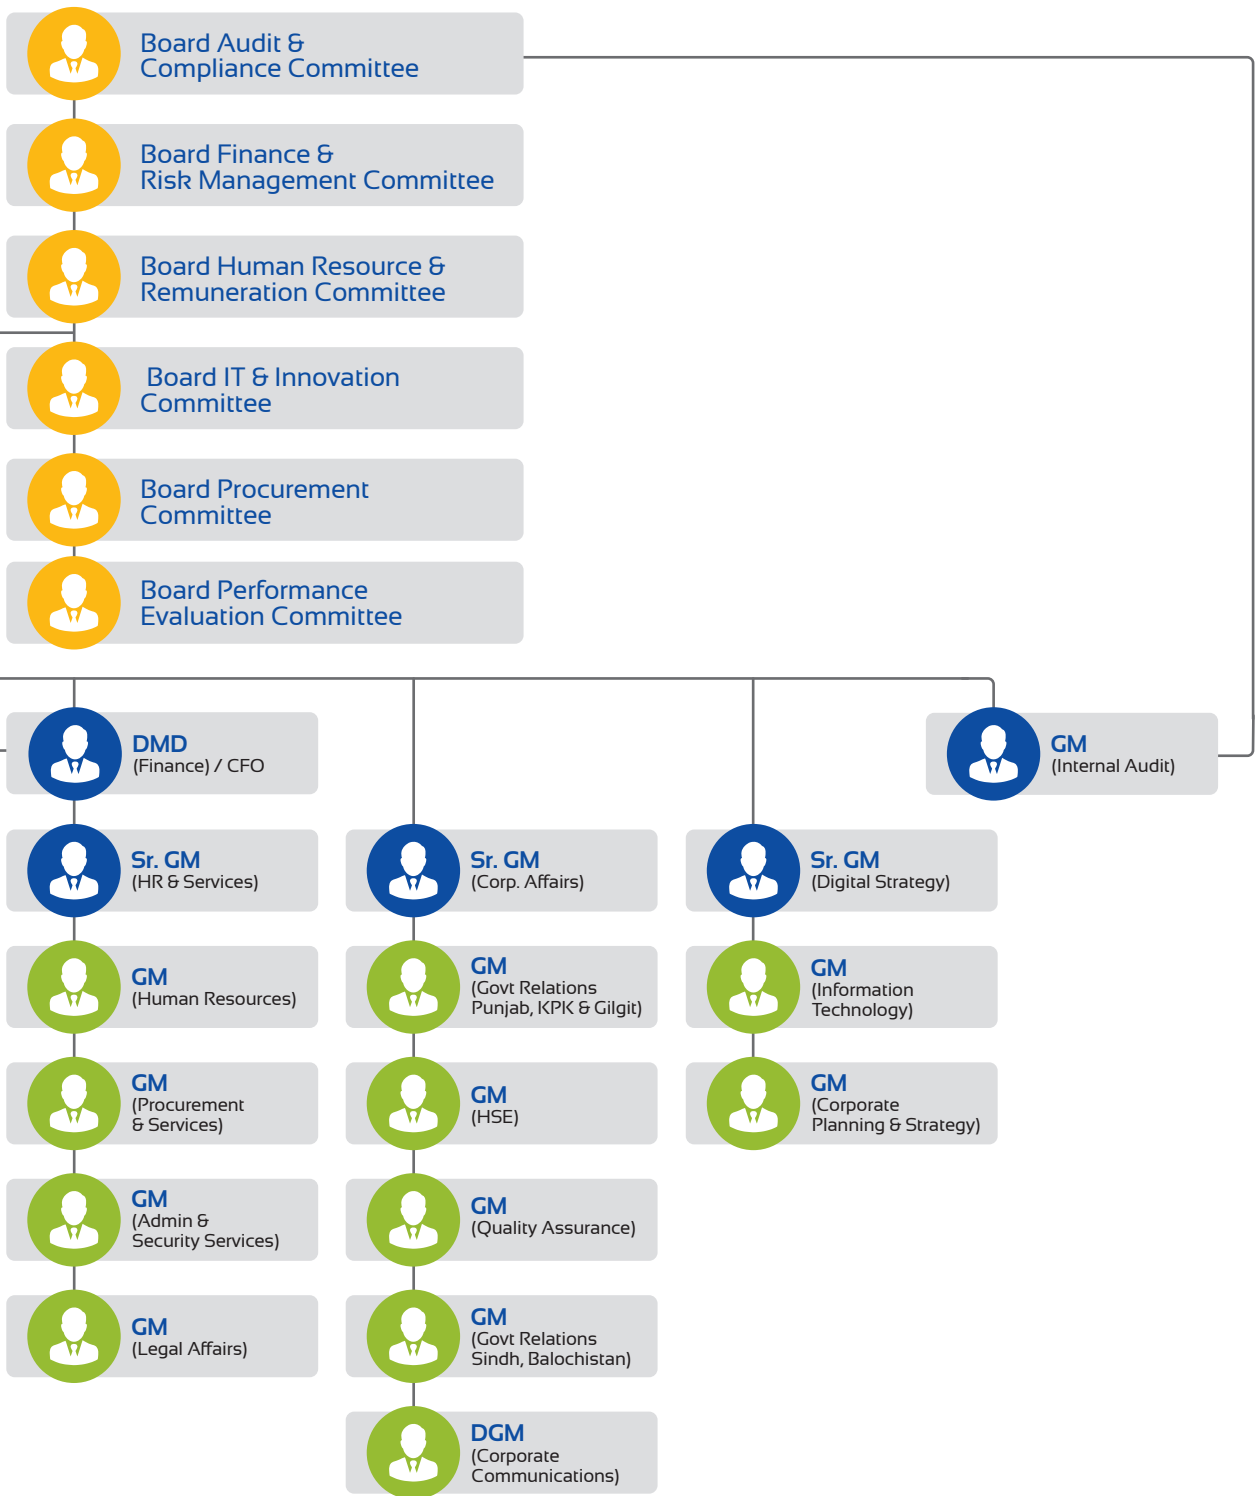 Board Audit &
Compliance Committee
Board Finance &
Risk Management Committee
Board Human Resource &
Remuneration Committee
Board IT & Innovation
Committee
Board Procurement
Committee
Board Performance
Evaluation Committee
DMD
(Finance) / CFO
GM
(Internal Audit)
Sr. GM
(HR & Services)
Sr. GM
(Corp. Affairs)
Sr. GM
(Digital Strategy)
GM
(Human Resources)
GM
(Govt Relations
Punjab, KPK & Gilgit)
GM
(Information
Technology)
GM
(Procurement
& Services)
GM
(HSE)
GM
(Corporate
Planning & Strategy)
GM
(Admin &
Security Services)
GM
(Quality Assurance)
GM
(Legal Affairs)
GM
(Govt Relations
Sindh, Balochistan)
DGM
(Corporate
Communications)